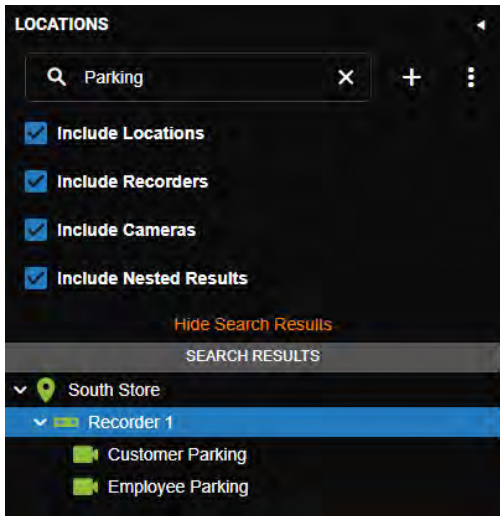 LOCATIONS
Parking
Include Locations
Include Recorders
Include Cameras
Include Nested Results
Hide Search Results
SEARCH RESULTS
South Store
Recorder 1
Customer Parking
Employee Parking